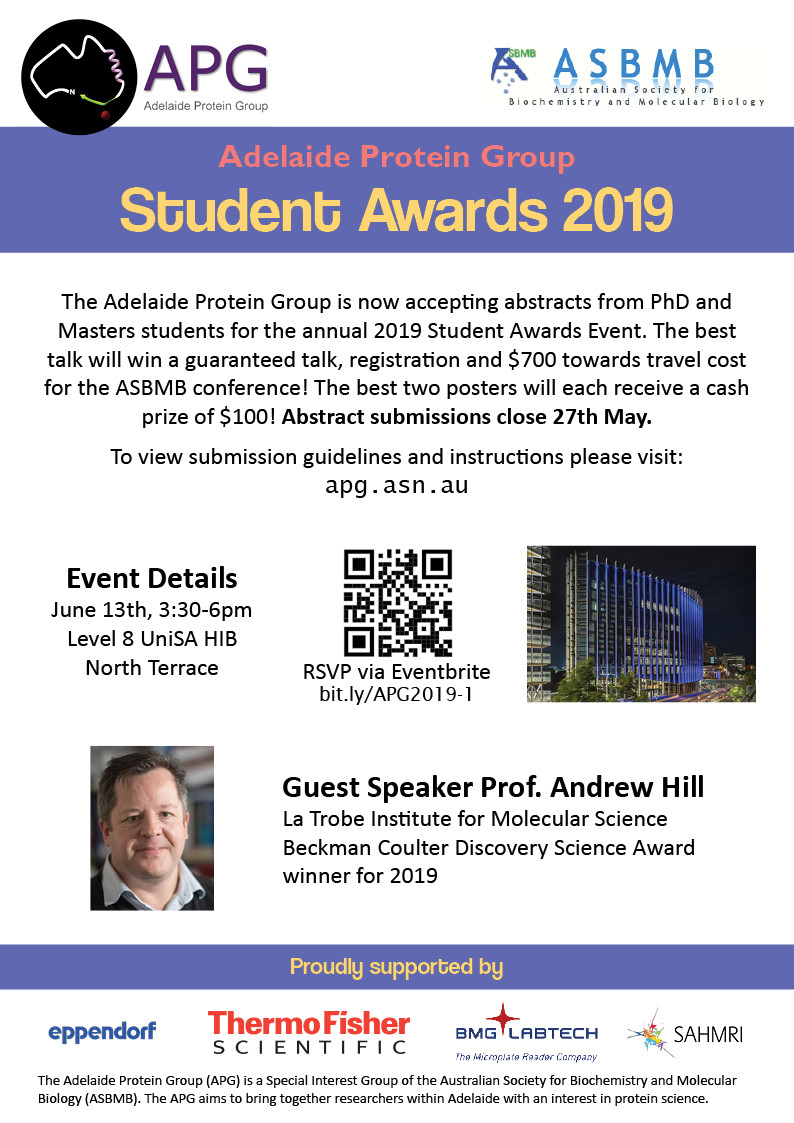 APG
Adelaide Protein Group
N
ASBMB
ASBMB
Australian Society for
Biochemistry and Molecular Biology
Adelaide Protein Group
Student Awards 2019
The Adelaide Protein Group is now accepting abstracts from PhD and
Masters students for the annual 2019 Student Awards Event. The best
talk will win a guaranteed talk, registration and $700 towards travel cost
for the ASBMB conference! The best two posters will each receive a cash
prize of $100! Abstract submissions close 27th May.
To view submission guidelines and instructions please visit:
apg.asn.au
Event Details
June 13th, 3:30-6pm
Level 8 UniSA HIB
North Terrace
RSVP via Eventbrite
bit.ly/APG2019-1
Guest Speaker Prof. Andrew Hill
La Trobe Institute for Molecular Science
Beckman Coulter Discovery Science Award
winner for 2019
Proudly supported by
eppendorf
ThermoFisher
SCIENTIFIC
BMG LABTECH
The Microplate Reader Company
SAHMRI
The Adelaide Protein Group (APG) is a Special Interest Group of the Australian Society for Biochemistry and Molecular
Biology (ASBMB). The APG aims to bring together researchers within Adelaide with an interest in protein science.